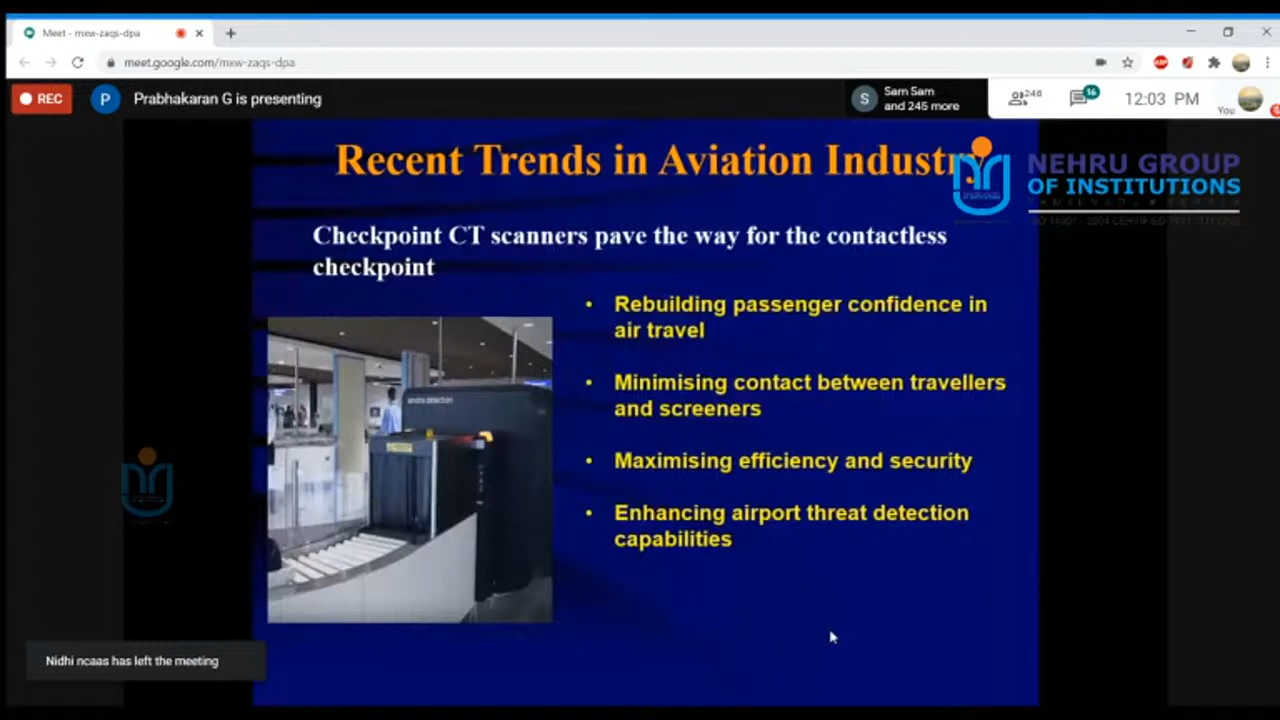 Meet - mxw-zaqs-dpa
meet.google.com/mxw-zaqs-dpa
REC
P
Prabhakaran G is presenting
S
Sam Sam
and 245 more
248
16
12:03 PM
You
Recent Trends in Aviation Industry
NEHRU GROUP
OF INSTITUTIONS
Checkpoint CT scanners pave the way for the contactless
checkpoint
• Rebuilding passenger confidence in
air travel
• Minimising contact between travellers
and screeners
• Maximising efficiency and security
• Enhancing airport threat detection
capabilities
smiths detection
Nidhi ncaas has left the meeting